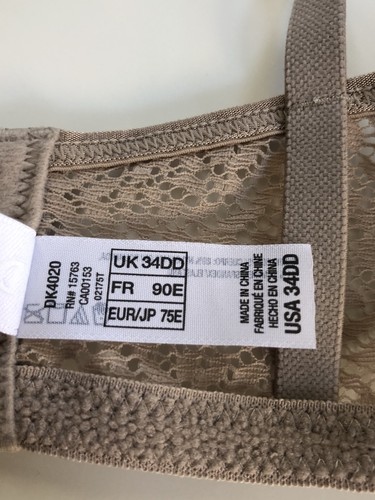 DK4020
RN# 15763
CA00153
0275T
UK 34DD
FR 90E
EUR/JP 75E
MADE IN CHINA
FABRIQUÉ EN CHINE
HECHO EN CHINA
USA 34DD